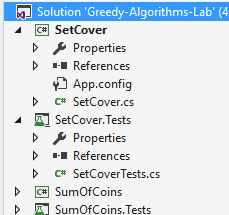 Solution 'Greedy-Algorithms-Lab' (4
SetCover
Properties
References
App.config
C# SetCover.cs
SetCover.Tests
Properties
References
C# SetCoverTests.cs
C# SumOfCoins
SumOfCoins.Tests